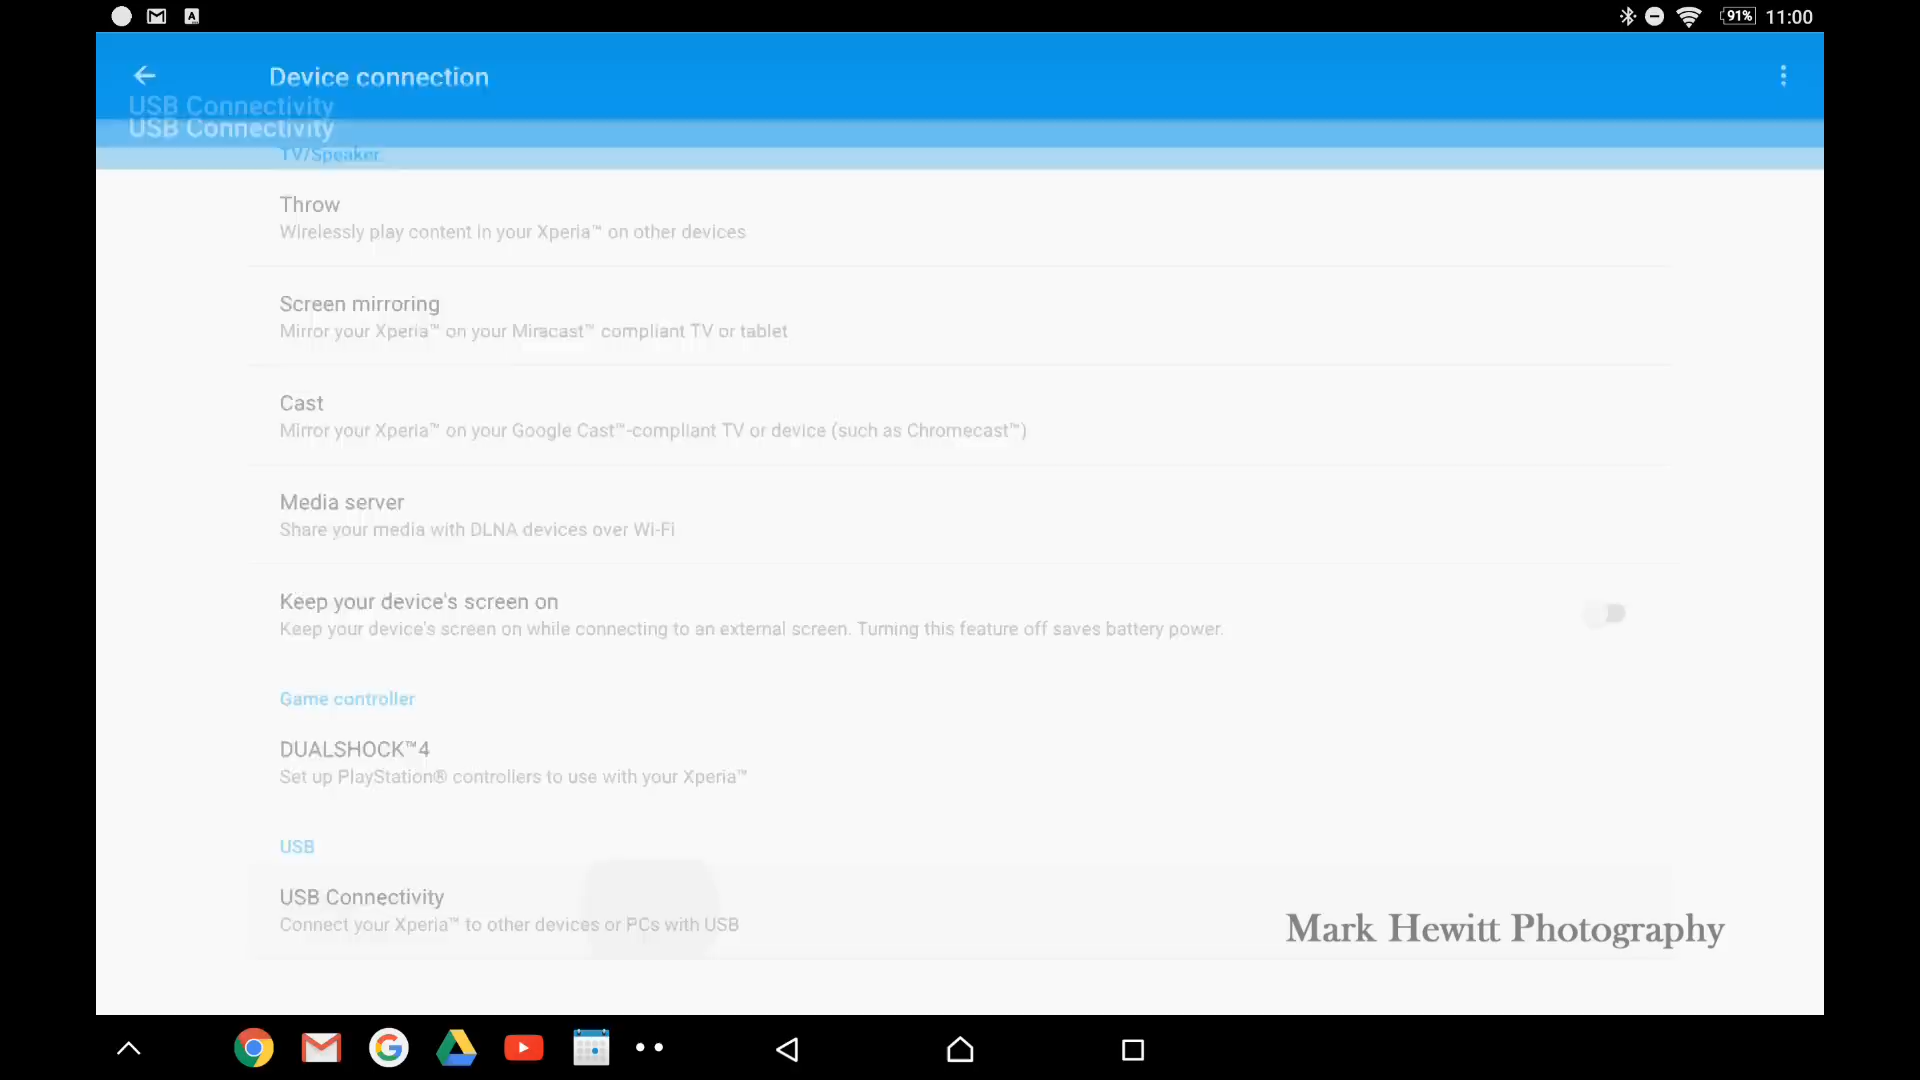 91% 11:00
Device connection
USB Connectivity
USB Connectivity
TV/Speaker
Throw
Wirelessly play content in your Xperia™ on other devices
Screen mirroring
Mirror your Xperia™ on your Miracast™ compliant TV or tablet
Cast
Mirror your Xperia™ on your Google Cast™-compliant TV or device (such as Chromecast™)
Media server
Share your media with DLNA devices over Wi-Fi
Keep your device's screen on
Keep your device's screen on while connecting to an external screen. Turning this feature off saves battery power.
Game controller
DUALSHOCK™4
Set up PlayStation® controllers to use with your Xperia™
USB
USB Connectivity
Connect your Xperia™ to other devices or PCs with USB
Mark Hewitt Photography